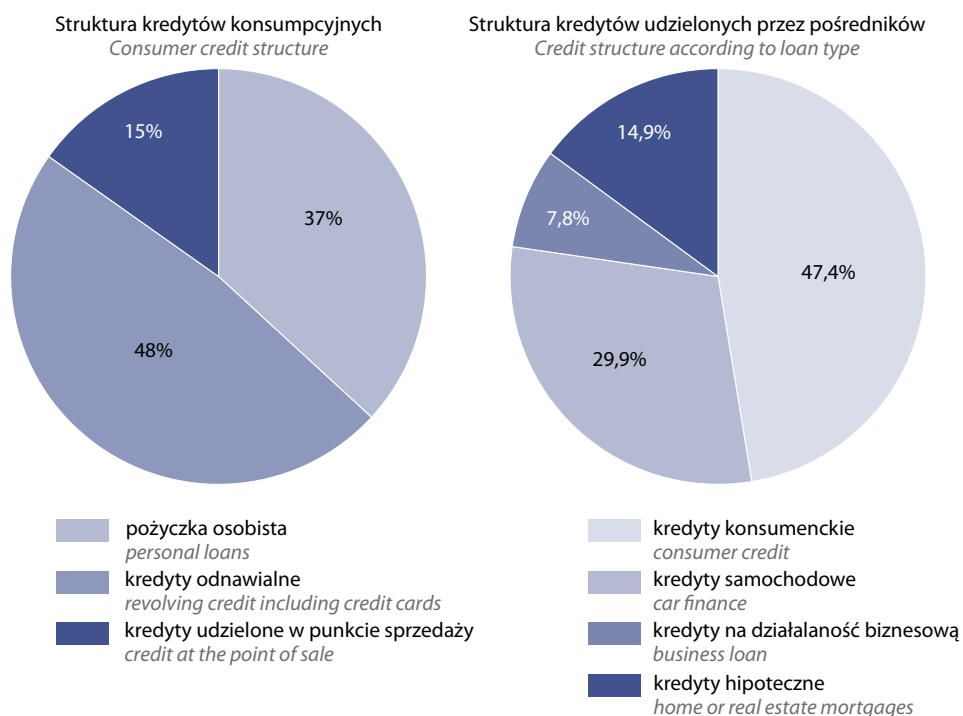 Struktura kredytów konsumpcyjnych
Consumer credit structure
15%
37%
48%
pożyczka osobista
personal loans
kredyty odnawialne
revolving credit including credit cards
kredyty udzielone w punkcie sprzedaży
credit at the point of sale
Struktura kredytów udzielonych przez pośredników
Credit structure according to loan type
14,9%
7,8%
47,4%
29,9%
kredyty konsumenckie
consumer credit
kredyty samochodowe
car finance
kredyty na działalaność biznesową
business loan
kredyty hipoteczne
home or real estate mortgages